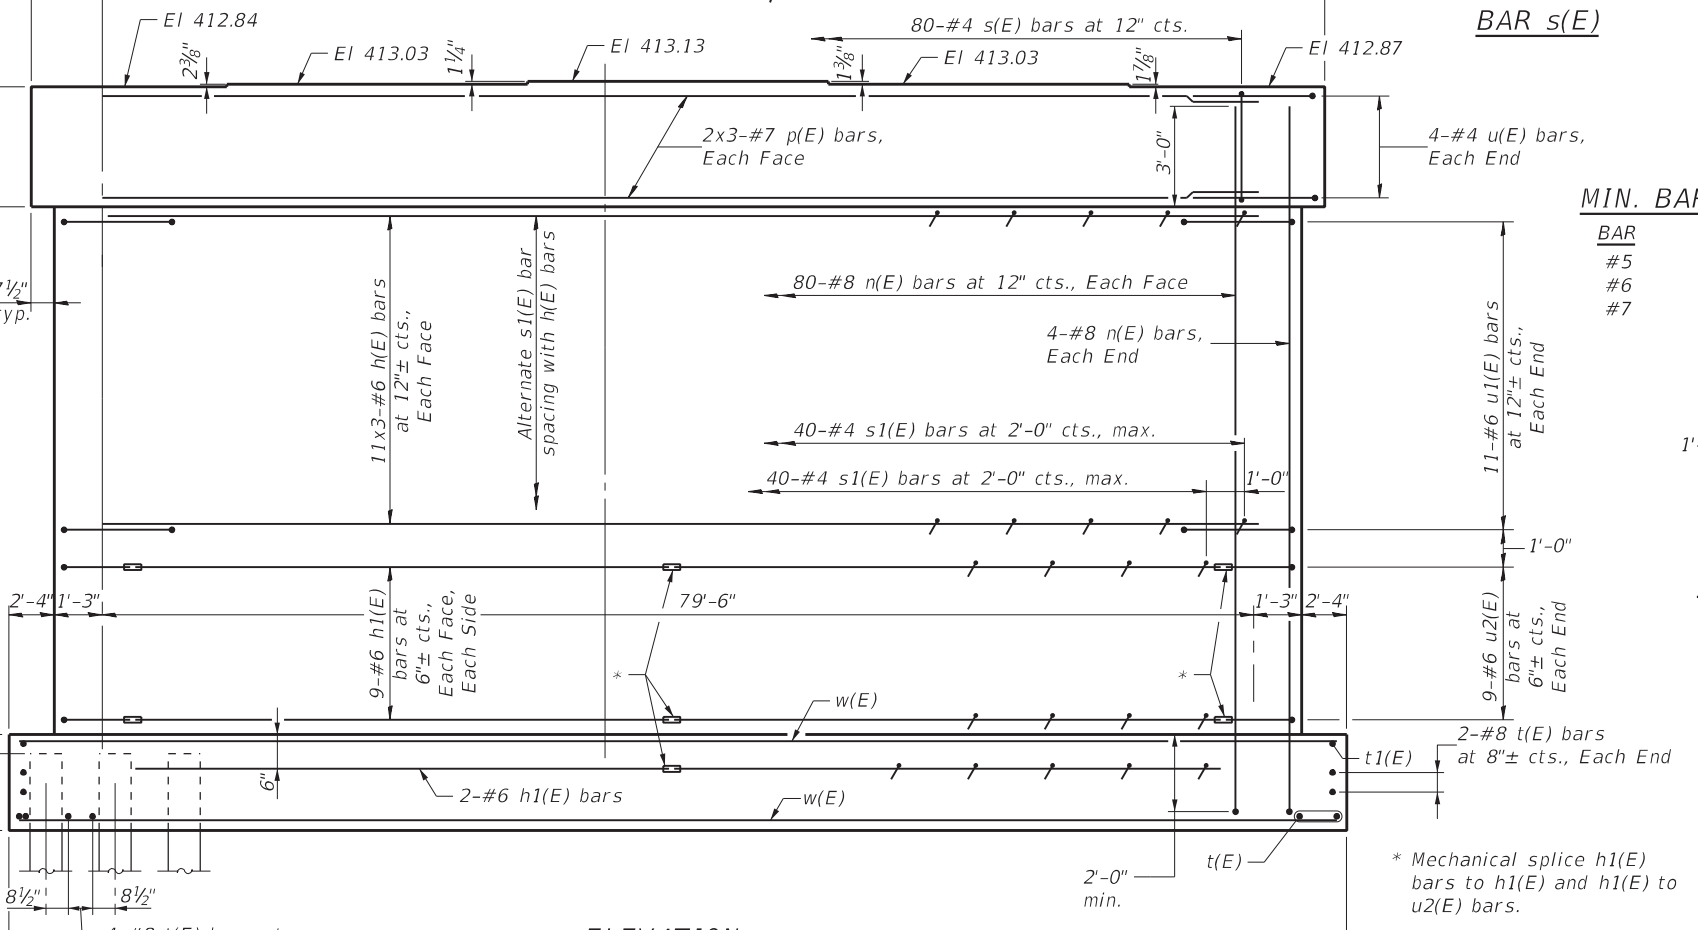 El 412.84
2⅜"
El 413.03
1¼"
El 413.13
80-#4 s(E) bars at 12" cts.
1⅜"
El 413.03
1⅞"
El 412.87
BAR s(E)
2x3-#7 p(E) bars,
Each Face
3'-0"
4-#4 u(E) bars,
Each End
MIN. BAR
BAR
#5
#6
#7
7½"
typ.
11x3-#6 h(E) bars
at 12"± cts.,
Each Face
Alternate s1(E) bar
spacing with h(E) bars
80-#8 n(E) bars at 12" cts., Each Face
4-#8 n(E) bars,
Each End
11-#6 u1(E) bars
at 12"± cts.,
Each End
40-#4 s1(E) bars at 2'-0" cts., max.
40-#4 s1(E) bars at 2'-0" cts., max.
1'-0"
1'-0"
2'-4"
1'-3"
79'-6"
1'-3"
2'-4"
9-#6 h1(E)
bars at
6"± cts.,
Each Face,
Each Side
9-#6 u2(E)
bars at
6"± cts.,
Each End
*
*
w(E)
6"
2-#6 h1(E) bars
w(E)
t1(E)
2-#8 t(E) bars
at 8"± cts., Each End
t(E)
2'-0"
min.
8½"
8½"
* Mechanical splice h1(E)
bars to h1(E) and h1(E) to
u2(E) bars.
ELEVATION